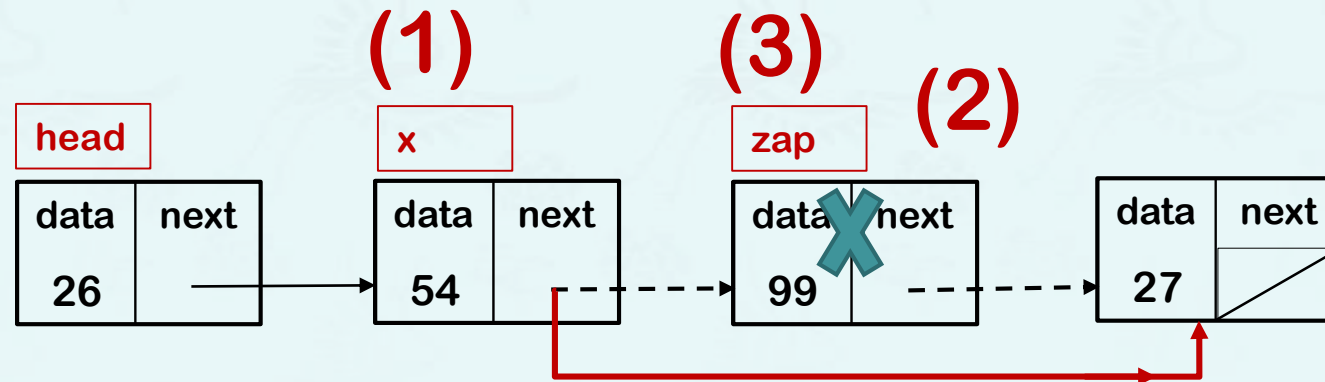 (1)
(3)
(2)
head
x
zap
data next
26
data next
54
data next
99
data next
27